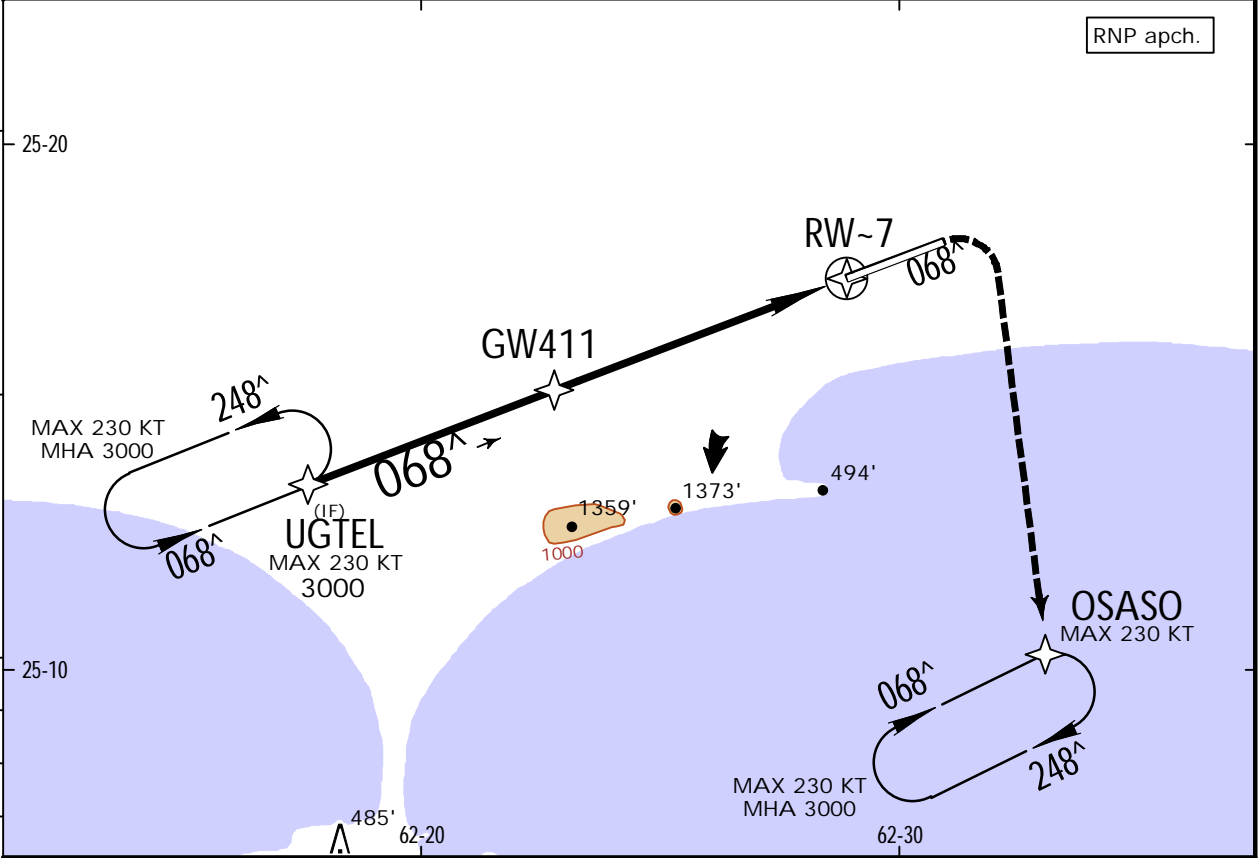 RNP apch.
25-20
RW~7
068^
GW411
248^
MAX 230 KT
MHA 3000
068^
494'
1373'
1359'
1000
(IF)
UGTEL
MAX 230 KT
3000
068^
OSASO
MAX 230 KT
25-10
068^
248^
MAX 230 KT
MHA 3000
485'
62-20
62-30